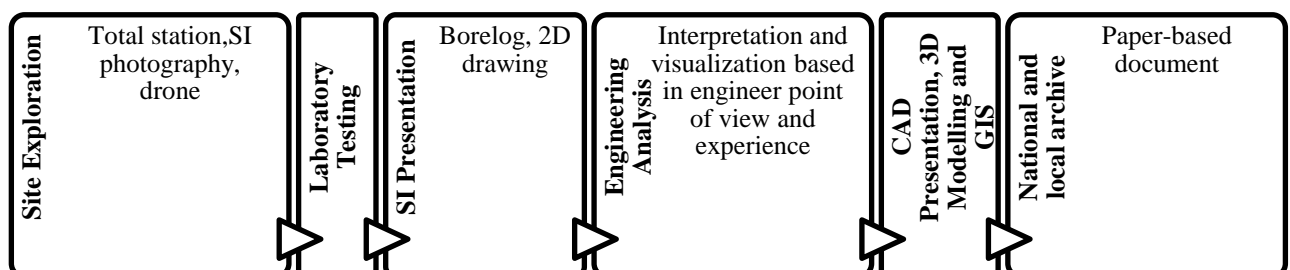 Site Exploration
Total station,SI
photography,
drone
Laboratory
Testing
SI Presentation
Borelog, 2D
drawing
Engineering
Analysis
Interpretation and
visualization based
in engineer point
of view and
experience
CAD
Presentation, 3D
Modelling and
GIS
National and
local archive
Paper-based
document